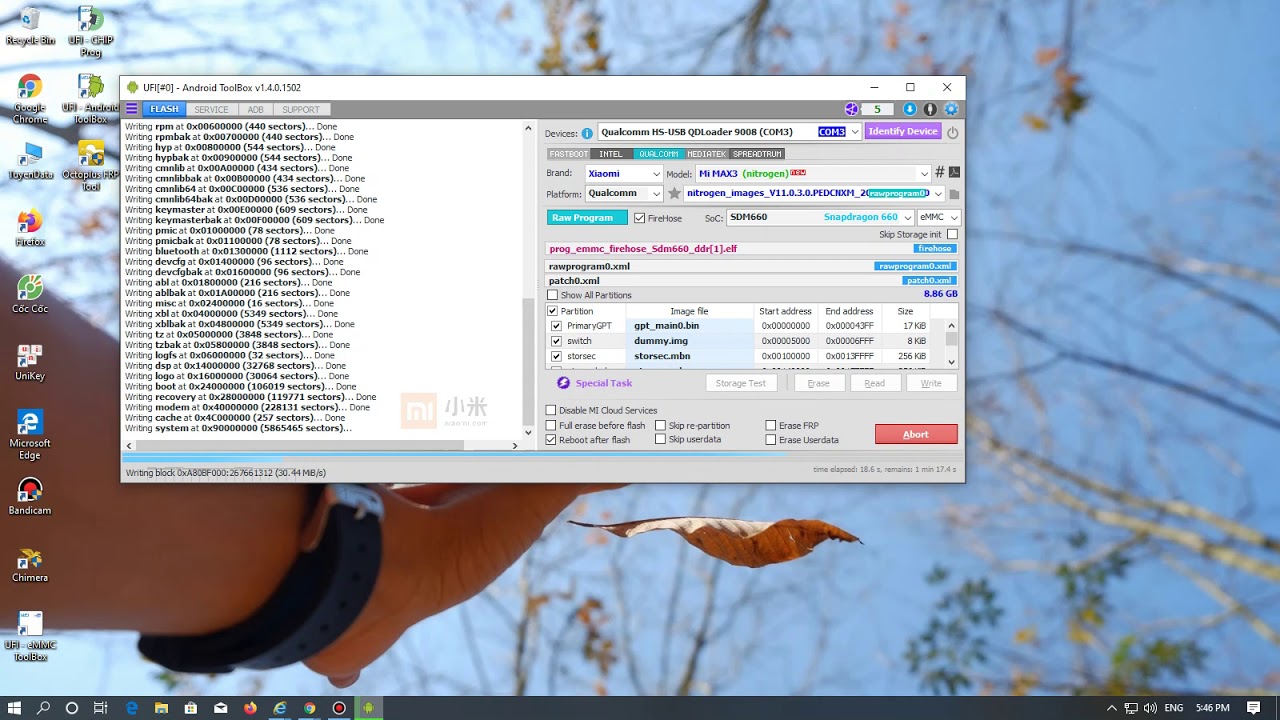 Recycle Bin
UFI - CHIP
Prog
Google
Chrome
UFI - Android
ToolBox
TuyenData
Octoplus FRP
Tool
Firefox
Cốc Cốc
UniKey
Microsoft
Edge
Bandicam
Chimera
UFI - eMMC
ToolBox
UFI[#0] - Android ToolBox v1.4.0.1502
FLASH SERVICE ADB SUPPORT 5
Writing rpm at 0x00600000 (440 sectors)... Done
Writing rpmbak at 0x00700000 (440 sectors)... Done
Writing hyp at 0x00800000 (544 sectors)... Done
Writing hypbak at 0x00900000 (544 sectors)... Done
Writing cmnlib at 0x00A00000 (434 sectors)... Done
Writing cmnlibbak at 0x00B00000 (434 sectors)... Done
Writing cmnlib64 at 0x00C00000 (536 sectors)... Done
Writing cmnlib64bak at 0x00D00000 (536 sectors)... Done
Writing keymaster at 0x00E00000 (609 sectors)... Done
Writing keymasterbak at 0x00F00000 (609 sectors)... Done
Writing pmic at 0x01000000 (78 sectors)... Done
Writing pmicbak at 0x01100000 (78 sectors)... Done
Writing bluetooth at 0x01300000 (1112 sectors)... Done
Writing devcfg at 0x01400000 (96 sectors)... Done
Writing devcfgbak at 0x01600000 (96 sectors)... Done
Writing abl at 0x01800000 (216 sectors)... Done
Writing ablbak at 0x01A00000 (216 sectors)... Done
Writing misc at 0x02400000 (16 sectors)... Done
Writing xbl at 0x04000000 (5349 sectors)... Done
Writing xblbak at 0x04800000 (5349 sectors)... Done
Writing tz at 0x05000000 (3848 sectors)... Done
Writing tzbak at 0x05800000 (3848 sectors)... Done
Writing logfs at 0x06000000 (32 sectors)... Done
Writing dsp at 0x14000000 (32768 sectors)... Done
Writing logo at 0x16000000 (30064 sectors)... Done
Writing boot at 0x24000000 (106019 sectors)... Done
Writing recovery at 0x28000000 (119771 sectors)... Done
Writing modem at 0x40000000 (228131 sectors)... Done
Writing cache at 0x4C000000 (257 sectors)... Done
Writing system at 0x90000000 (5865465 sectors)...
小米
xiaomi.com
Devices: Qualcomm HS-USB QDLoader 9008 (COM3) COM3 Identify Device
FASTBOOT INTEL QUALCOMM MEDIATEK SPREADTRUM
Brand: Xiaomi Model: Mi MAX3 (nitrogen) new #
Platform: Qualcomm nitrogen_images_V11.0.3.0.PEDCNXM_20 rawprogram0 D
Raw Program FireHose SoC: SDM660 Snapdragon 660 eMMC
Skip Storage init
prog_emmc_firehose_Sdm660_ddr[1].elf firehose
rawprogram0.xml rawprogram0.xml
patch0.xml patch0.xml
Show All Partitions 8.86 GB
Partition Image file Start address End address Size
PrimaryGPT gpt_main0.bin 0x00000000 0x000043FF 17 KiB
switch dummy.img 0x00005000 0x00006FFF 8 KiB
storsec storsec.mbn 0x00100000 0x0013FFFF 256 KiB
Special Task Storage Test Erase Read Write
Disable MI Cloud Services
Full erase before flash Skip re-partition Erase FRP
Reboot after flash Skip userdata Erase Userdata
Abort
Writing block 0xA80BF000:267661312 (30.44 MiB/s)
time elapsed: 18.6 s, remains: 1 min 17.4 s
ENG 5:46 PM